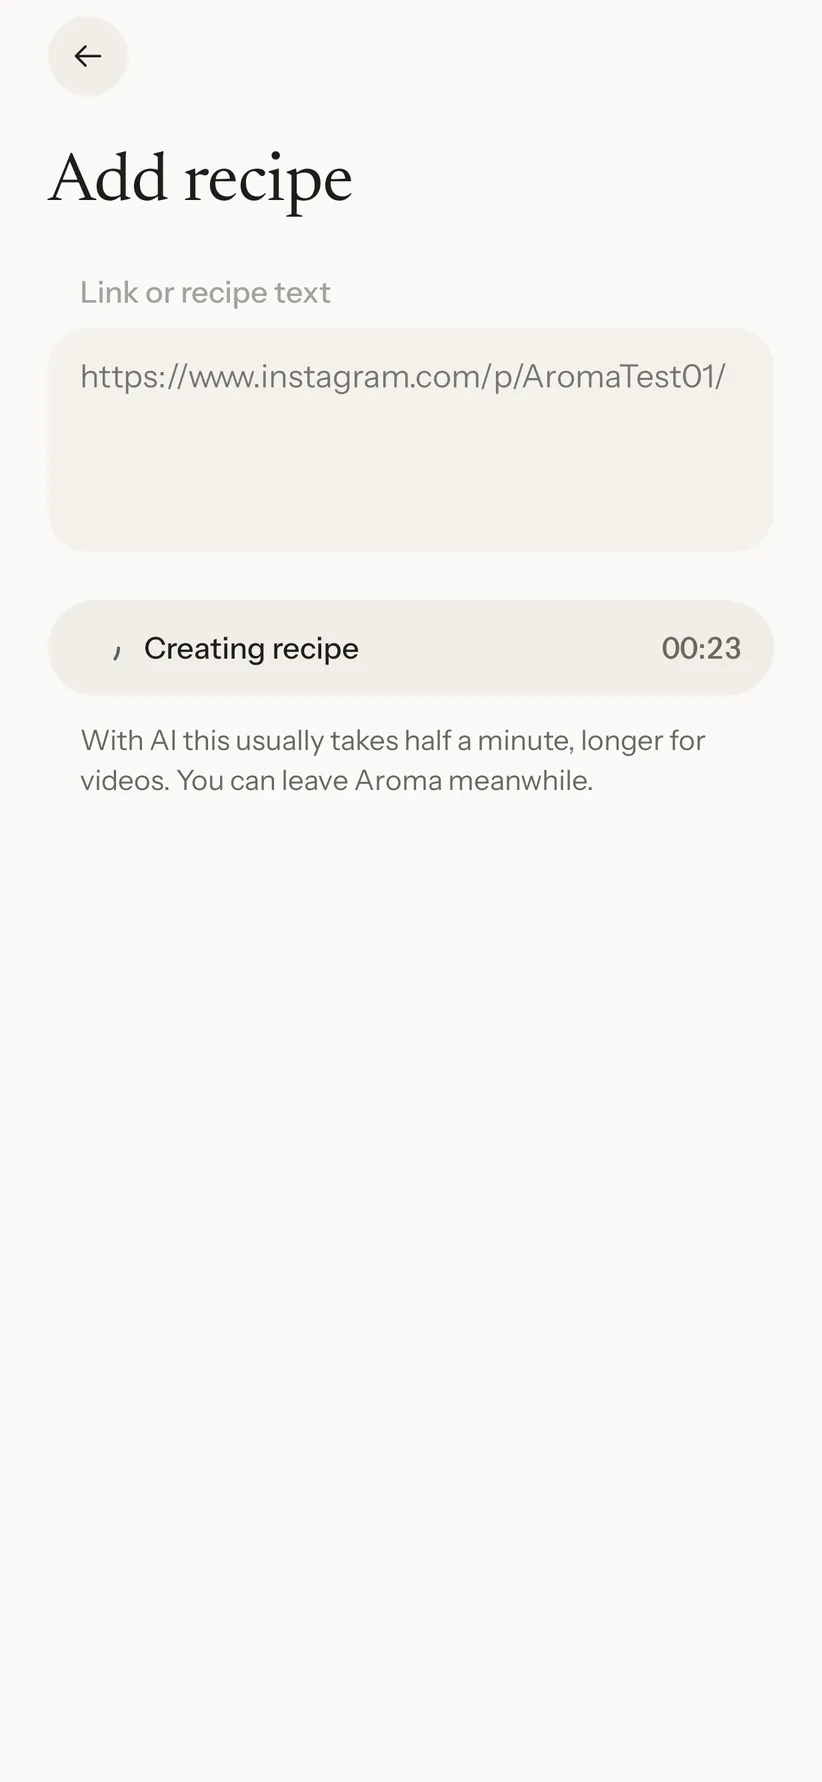 Add recipe
Link or recipe text
https://www.instagram.com/p/AromaTest01/
Creating recipe 00:23
With AI this usually takes half a minute, longer for
videos. You can leave Aroma meanwhile.